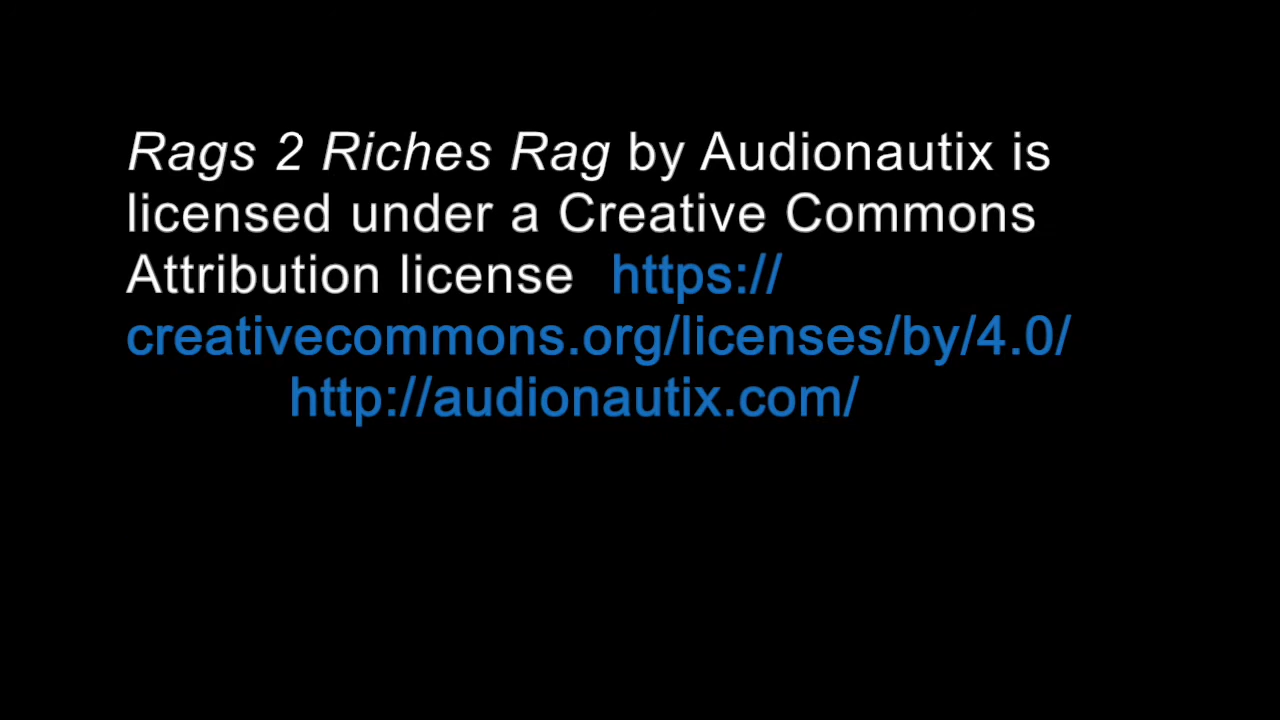 Rags 2 Riches Rag by Audionautix is
licensed under a Creative Commons
Attribution license  https://
creativecommons.org/licenses/by/4.0/
http://audionautix.com/